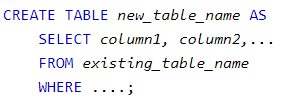 CREATE TABLE new_table_name AS
SELECT column1, column2,...
FROM existing_table_name
WHERE ....;